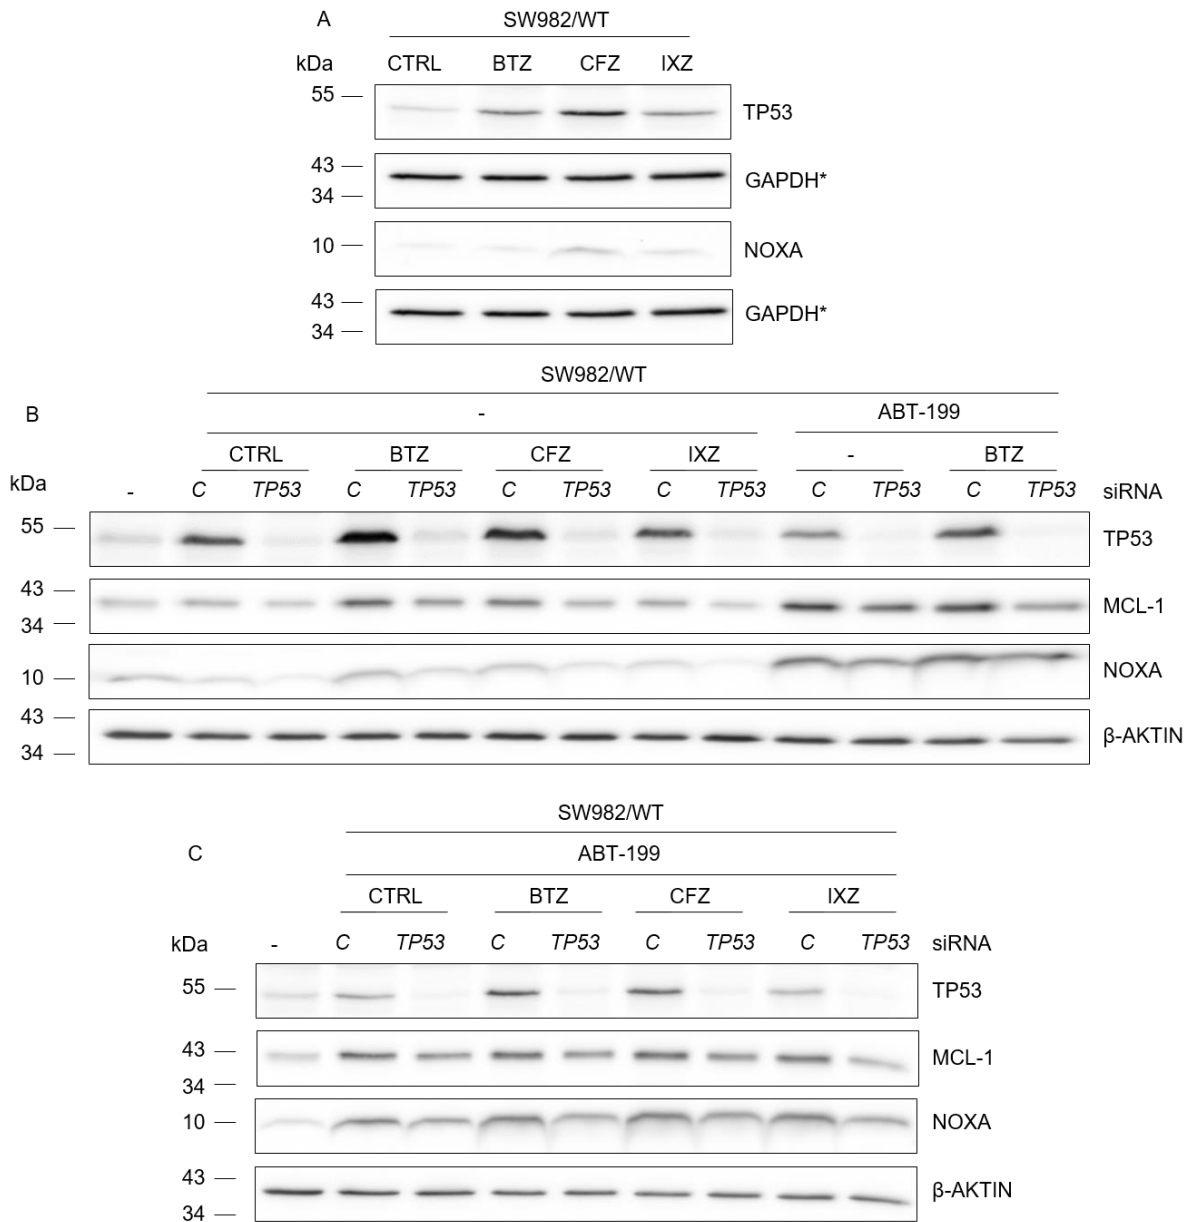 A SW982/WT
kDa CTRL BTZ CFZ IXZ
55 TP53
43 GAPDH*
34
10 NOXA
43 GAPDH*
34
SW982/WT
B - ABT-199
CTRL BTZ CFZ IXZ - BTZ
kDa - C TP53 C TP53 C TP53 C TP53 C TP53 C TP53 siRNA
55 TP53
43 MCL-1
34
10 NOXA
43 β-AKTIN
34
SW982/WT
C ABT-199
CTRL BTZ CFZ IXZ
kDa - C TP53 C TP53 C TP53 C TP53 siRNA
55 TP53
43 MCL-1
34
10 NOXA
43 β-AKTIN
34